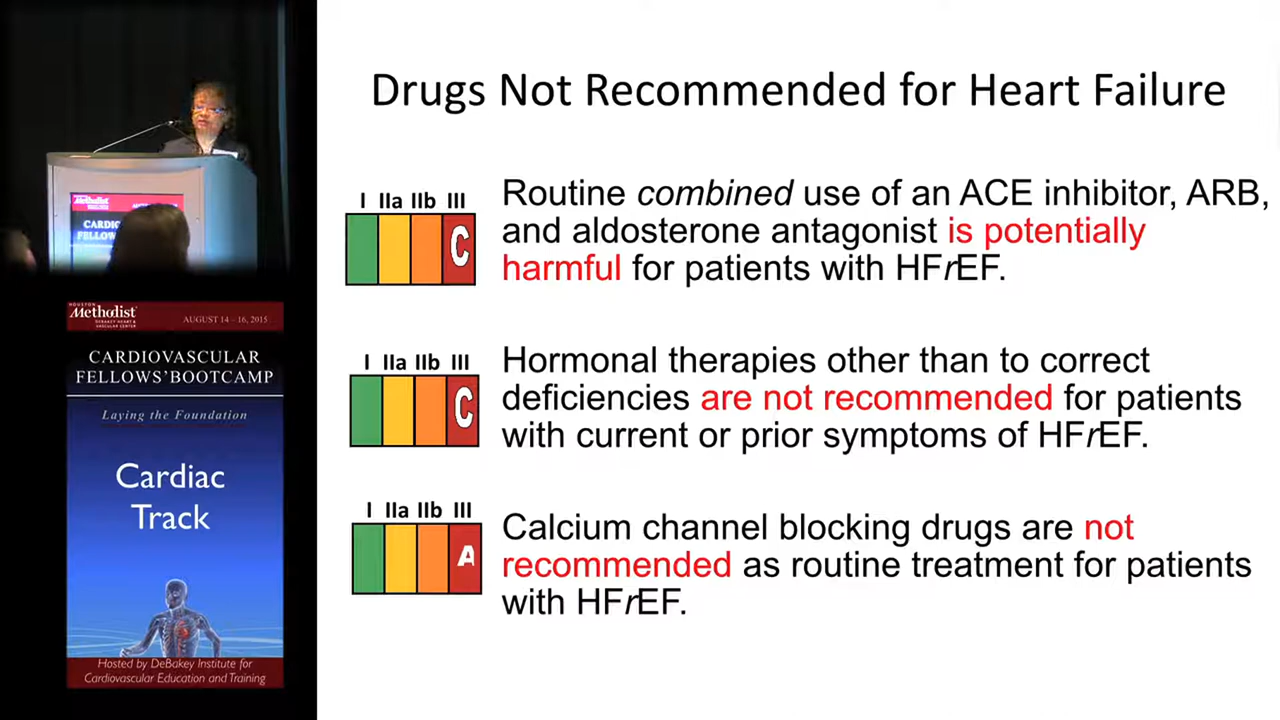 Drugs Not Recommended for Heart Failure
I IIa IIb III
C
Routine combined use of an ACE inhibitor, ARB,
and aldosterone antagonist is potentially
harmful for patients with HFrEF.
I IIa IIb III
C
Hormonal therapies other than to correct
deficiencies are not recommended for patients
with current or prior symptoms of HFrEF.
I IIa IIb III
A
Calcium channel blocking drugs are not
recommended as routine treatment for patients
with HFrEF.
Methodist
CARDIO
FELLOWS'
HOUSTON
Methodist
DEBAKEY HEART &
VASCULAR CENTER
AUGUST 14 – 16, 2015
CARDIOVASCULAR
FELLOWS' BOOTCAMP
Laying the Foundation
Cardiac
Track
Hosted by DeBakey Institute for
Cardiovascular Education and Training